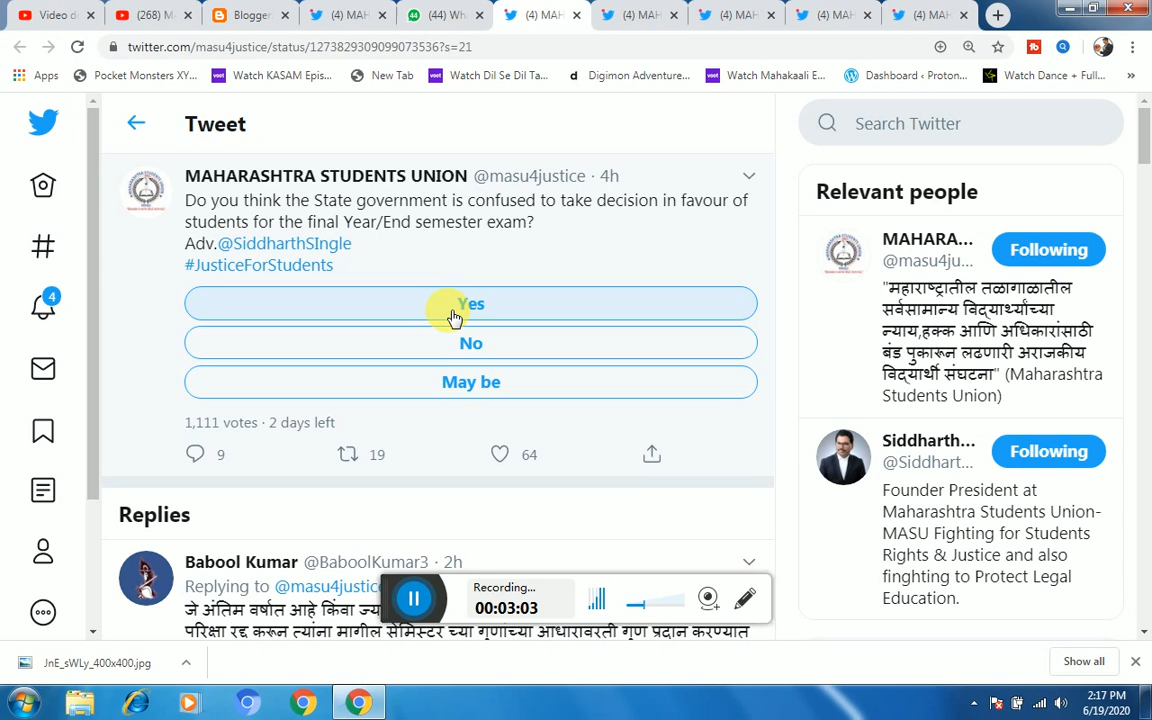 Video d
(268) M
Blogger
(4) MAH
(44) Wh
(4) MAH
(4) MAH
(4) MAH
(4) MAH
(4) MAH
twitter.com/masu4justice/status/1273829309099073536?s=21
Apps
Pocket Monsters XY...
Watch KASAM Epis...
New Tab
Watch Dil Se Dil Ta...
Digimon Adventure...
Watch Mahakaali E...
Dashboard ‹ Proton...
Watch Dance + Full...
Tweet
Search Twitter
MAHARASHTRA STUDENTS UNION @masu4justice · 4h
Do you think the State government is confused to take decision in favour of
students for the final Year/End semester exam?
Adv.@SiddharthSIngle
#JusticeForStudents
Yes
No
May be
1,111 votes · 2 days left
9
19
64
Replies
Babool Kumar @BaboolKumar3 · 2h
Replying to @masu4justic
जे अंतिम वर्षात आहे किंवा ज्य
परिक्षा रद्द करून त्यांना मागील सेमिस्टर च्या गुणांच्या आधारावरती गुण प्रदान करण्यात
4
Relevant people
MAHARA...
@masu4ju...
Following
"महाराष्ट्रातील तळागाळातील
सर्वसामान्य विद्यार्थ्यांच्या
न्याय,हक्क आणि अधिकारांसाठी
बंड पुकारून लढणारी अराजकीय
विद्यार्थी संघटना" (Maharashtra
Students Union)
Siddharth...
@Siddhart...
Following
Founder President at
Maharashtra Students Union-
MASU Fighting for Students
Rights & Justice and also
finghting to Protect Legal
Education.
Recording...
00:03:03
JnE_sWLy_400x400.jpg
Show all
2:17 PM
6/19/2020